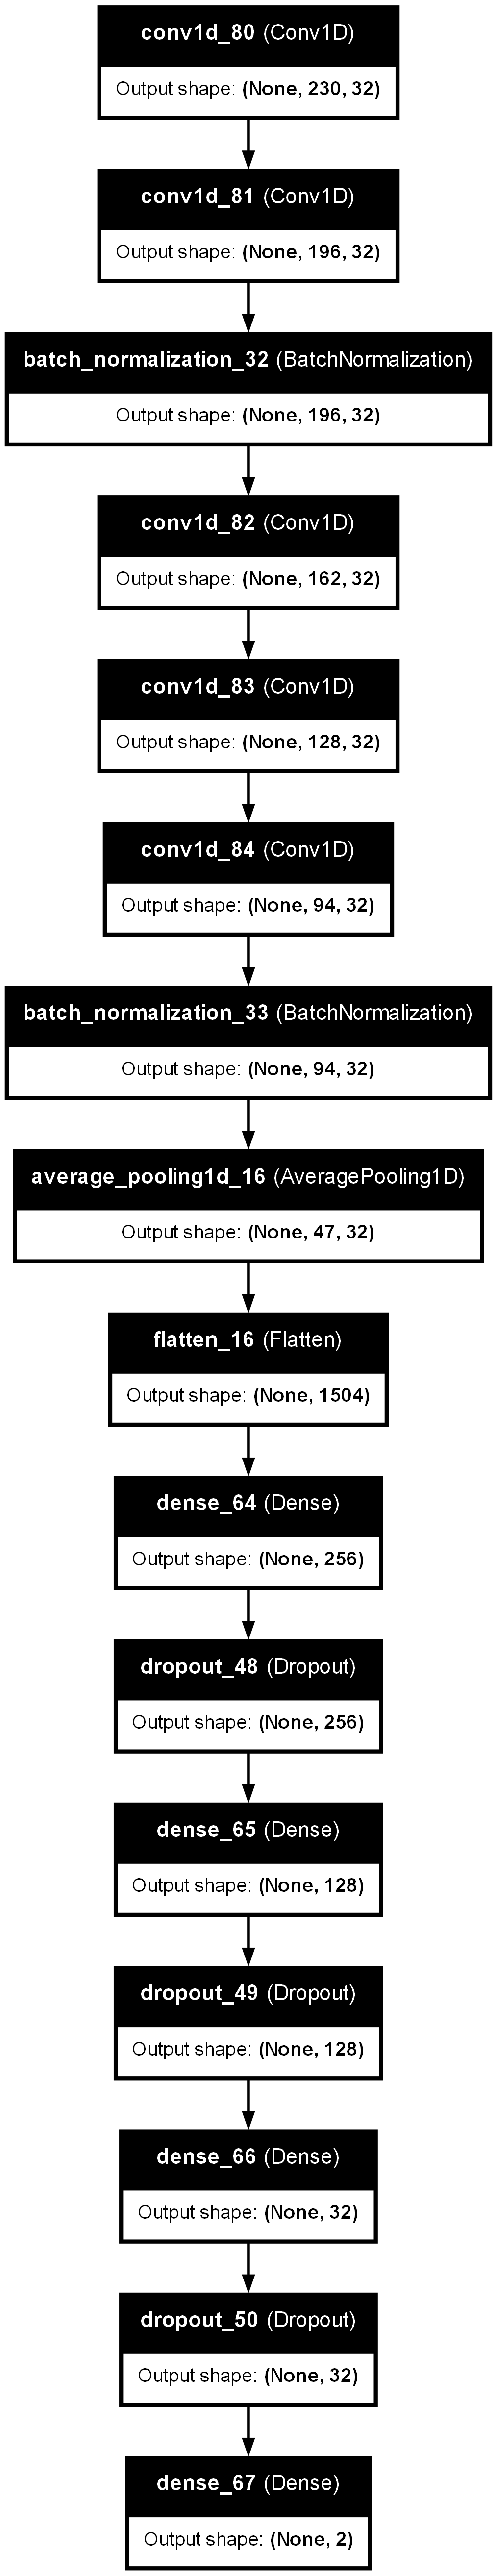 conv1d_80 (Conv1D)
Output shape: (None, 230, 32)
conv1d_81 (Conv1D)
Output shape: (None, 196, 32)
batch_normalization_32 (BatchNormalization)
Output shape: (None, 196, 32)
conv1d_82 (Conv1D)
Output shape: (None, 162, 32)
conv1d_83 (Conv1D)
Output shape: (None, 128, 32)
conv1d_84 (Conv1D)
Output shape: (None, 94, 32)
batch_normalization_33 (BatchNormalization)
Output shape: (None, 94, 32)
average_pooling1d_16 (AveragePooling1D)
Output shape: (None, 47, 32)
flatten_16 (Flatten)
Output shape: (None, 1504)
dense_64 (Dense)
Output shape: (None, 256)
dropout_48 (Dropout)
Output shape: (None, 256)
dense_65 (Dense)
Output shape: (None, 128)
dropout_49 (Dropout)
Output shape: (None, 128)
dense_66 (Dense)
Output shape: (None, 32)
dropout_50 (Dropout)
Output shape: (None, 32)
dense_67 (Dense)
Output shape: (None, 2)